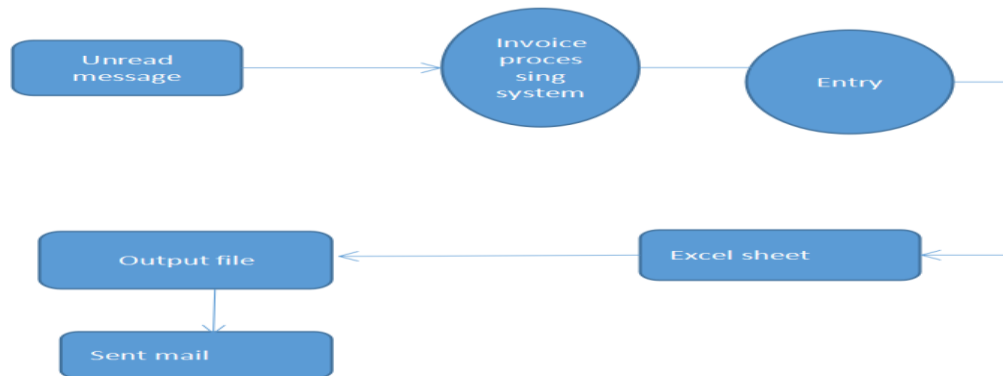 Unread
message
Invoice
proces
sing
system
Entry
Output file
Excel sheet
Sent mail